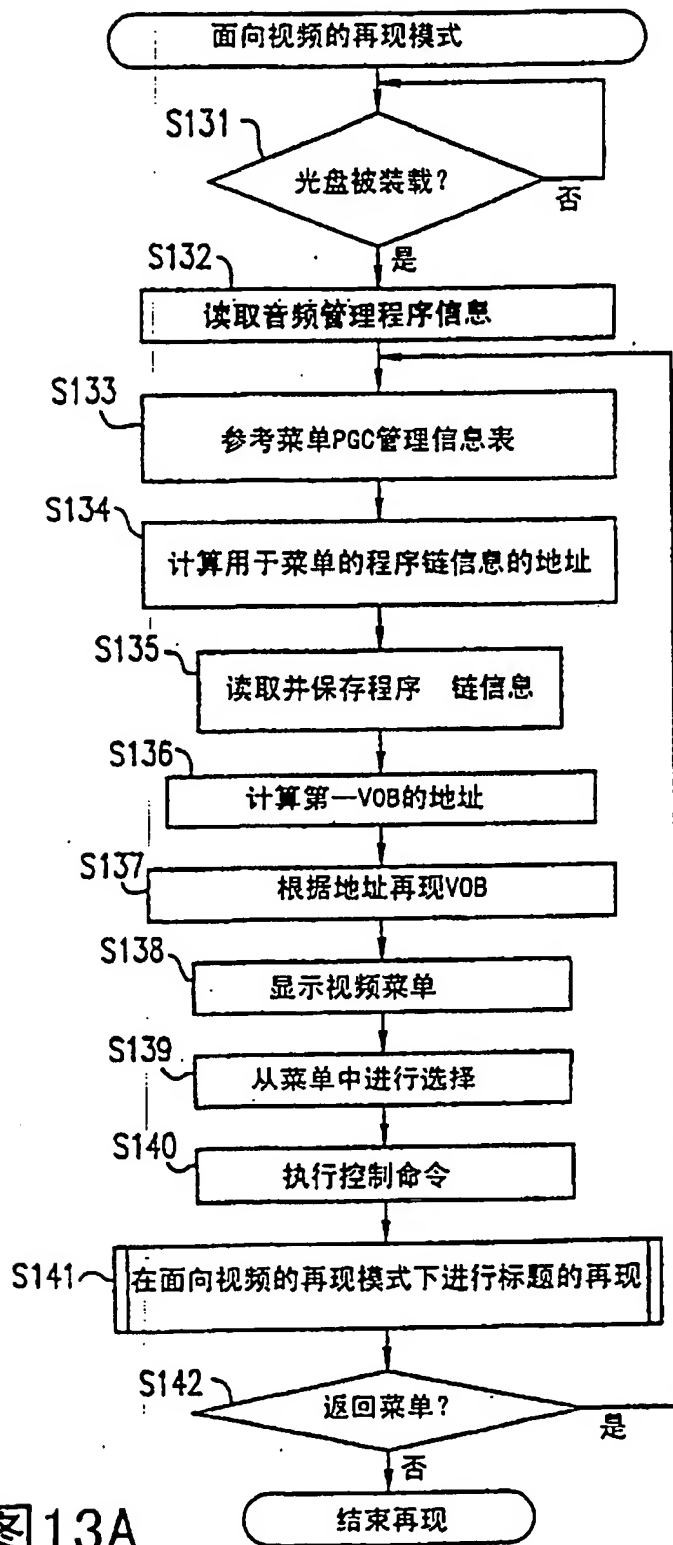 面向视频的再现模式
S131
光盘被装载?
否
是
S132
读取音频管理程序信息
S133
参考菜单PGC管理信息表
S134
计算用于菜单的程序链信息的地址
S135
读取并保存程序 链信息
S136
计算第一VOB的地址
S137
根据地址再现VOB
S138
显示视频菜单
S139
从菜单中进行选择
S140
执行控制命令
S141
在面向视频的再现模式下进行标题的再现
S142
返回菜单?
是
否
结束再现
图13A